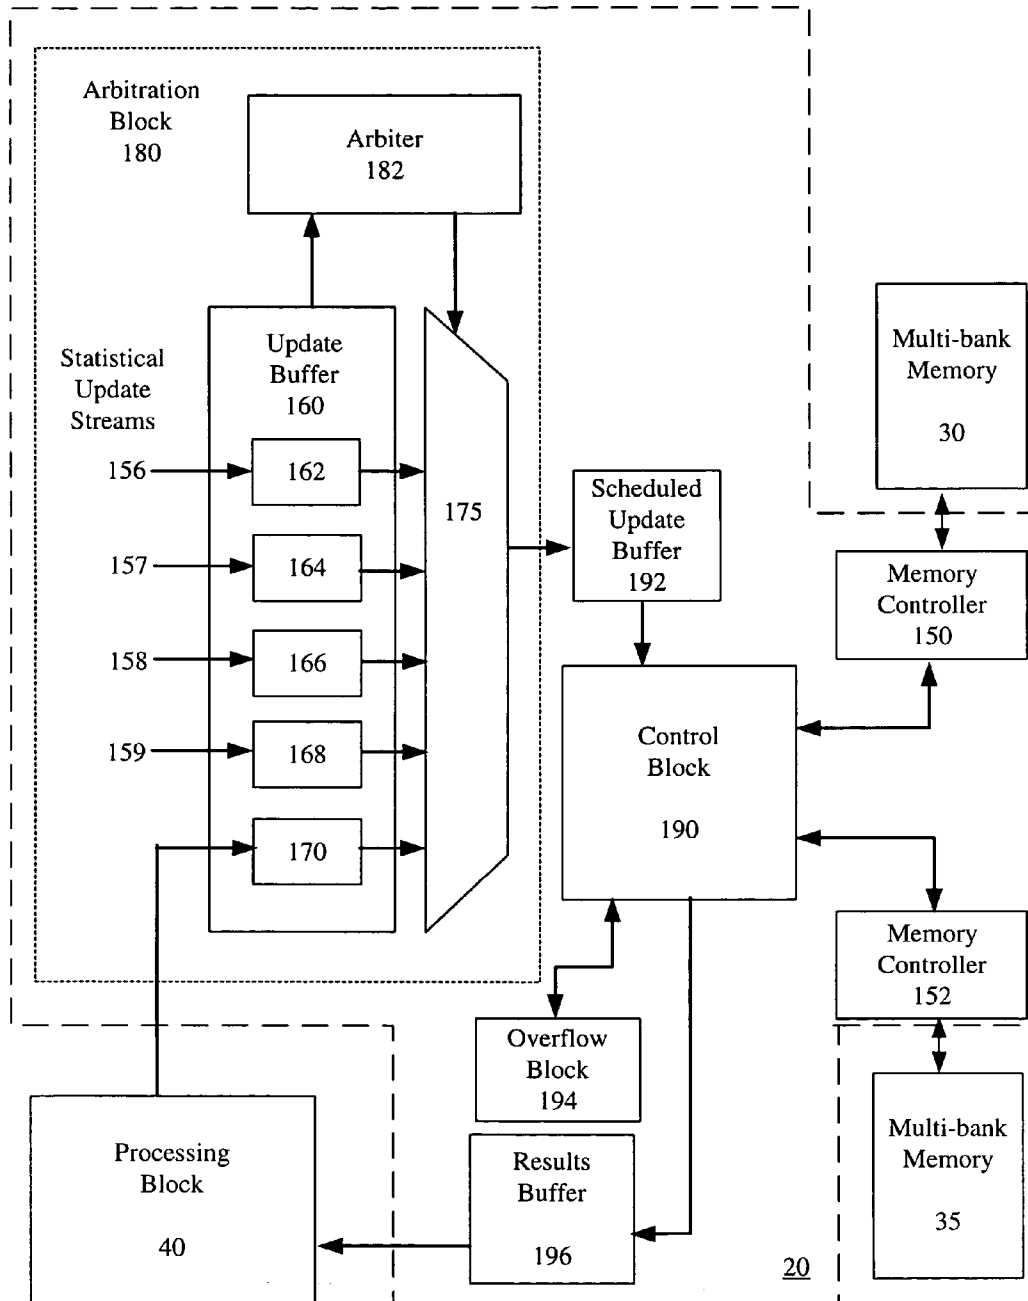 Arbitration
Block
180
Arbiter
182
Statistical
Update
Streams
Update
Buffer
160
156
162
157
164
158
166
159
168
170
175
Scheduled
Update
Buffer
192
Multi-bank
Memory
30
Memory
Controller
150
Control
Block
190
Memory
Controller
152
Overflow
Block
194
Multi-bank
Memory
35
Processing
Block
40
Results
Buffer
196
20